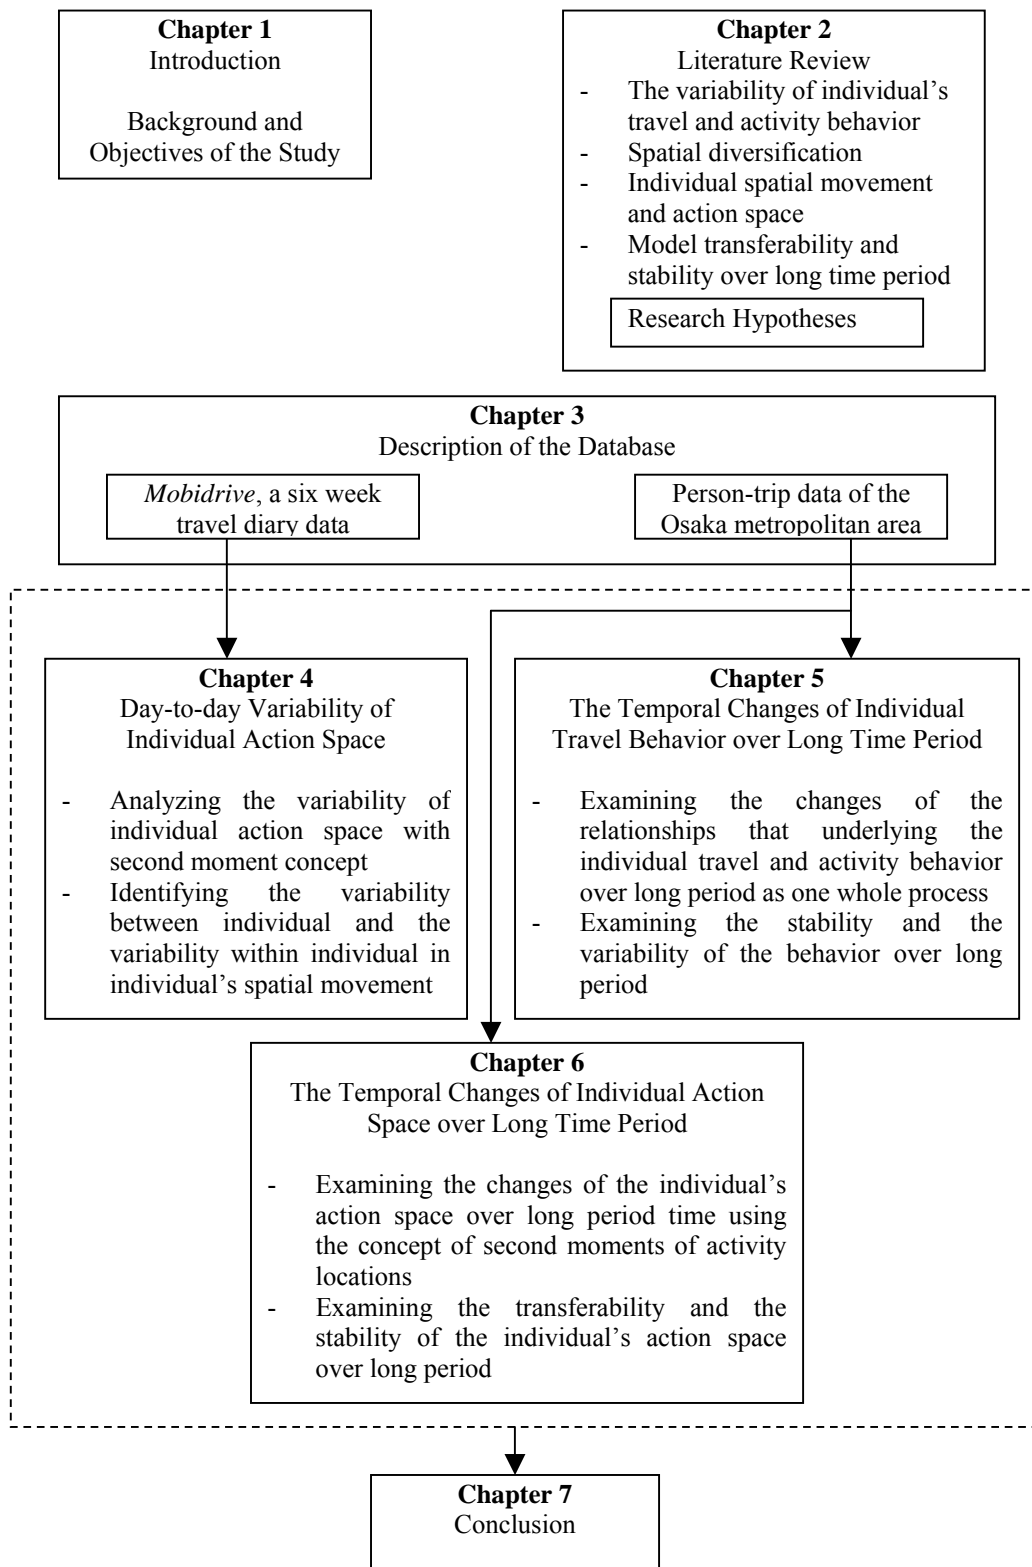 Chapter 1
Introduction
Background and
Objectives of the Study
Chapter 2
Literature Review
- The variability of individual’s
travel and activity behavior
- Spatial diversification
- Individual spatial movement
and action space
- Model transferability and
stability over long time period
Research Hypotheses
Chapter 3
Description of the Database
Mobidrive, a six week
travel diary data
Person-trip data of the
Osaka metropolitan area
Chapter 4
Day-to-day Variability of
Individual Action Space
- Analyzing the variability of
individual action space with
second moment concept
- Identifying the variability
between individual and the
variability within individual in
individual’s spatial movement
Chapter 5
The Temporal Changes of Individual
Travel Behavior over Long Time Period
- Examining the changes of the
relationships that underlying the
individual travel and activity behavior
over long period as one whole process
- Examining the stability and the
variability of the behavior over long
period
Chapter 6
The Temporal Changes of Individual Action
Space over Long Time Period
- Examining the changes of the individual’s
action space over long period time using
the concept of second moments of activity
locations
- Examining the transferability and the
stability of the individual’s action space
over long period
Chapter 7
Conclusion